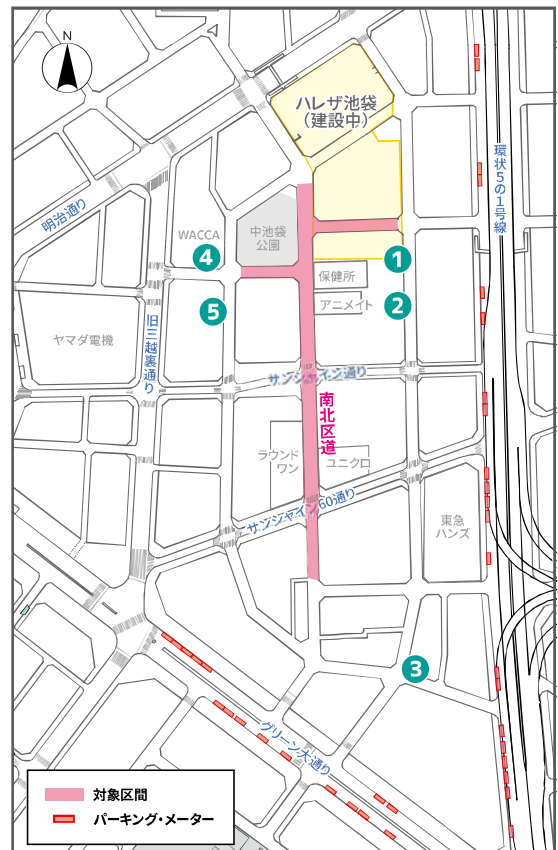 N
ハレザ池袋
（建設中）
環状5の1号線
明治通り
WACCA
4
中池袋
公園
1
保健所
5
アニメイト
2
旧三越裏通り
ヤマダ電機
サンシャイン通り
南北区道
ラウンド
ワン
ユニクロ
サンシャイン60通り
東急
ハンズ
3
グリーン大通り
対象区間
パーキング・メーター